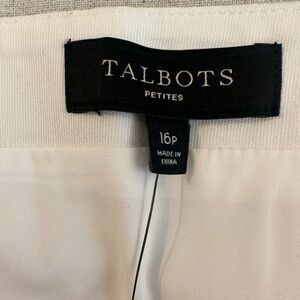 TALBOTS
PETITES
16P
MADE IN
CHINA